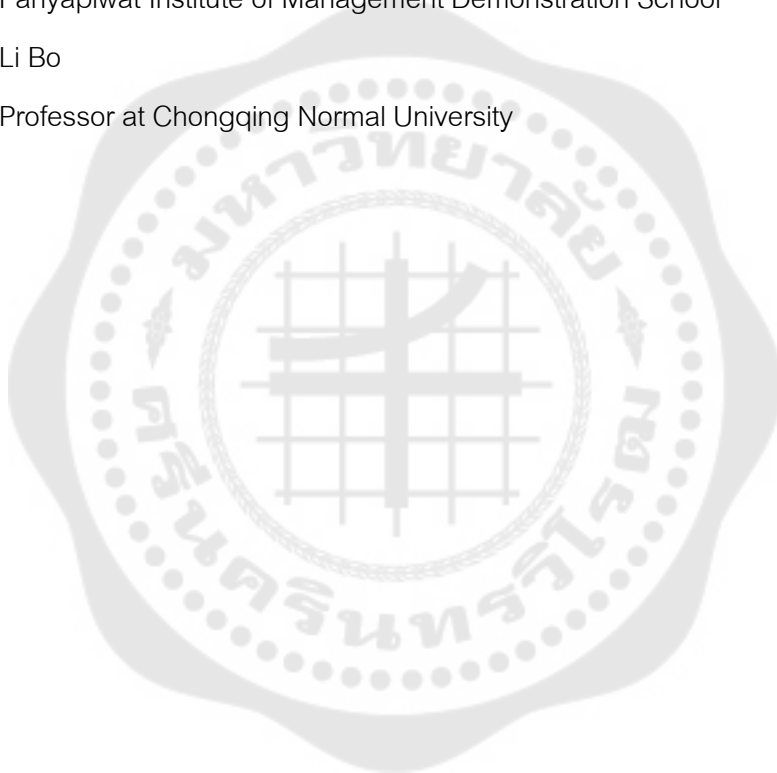 Panyapiwat Institute of Management Demonstration School
Li Bo
Professor at Chongqing Normal University
มหาวิทยาลัย
ศรีนครินทรวิโรฒ